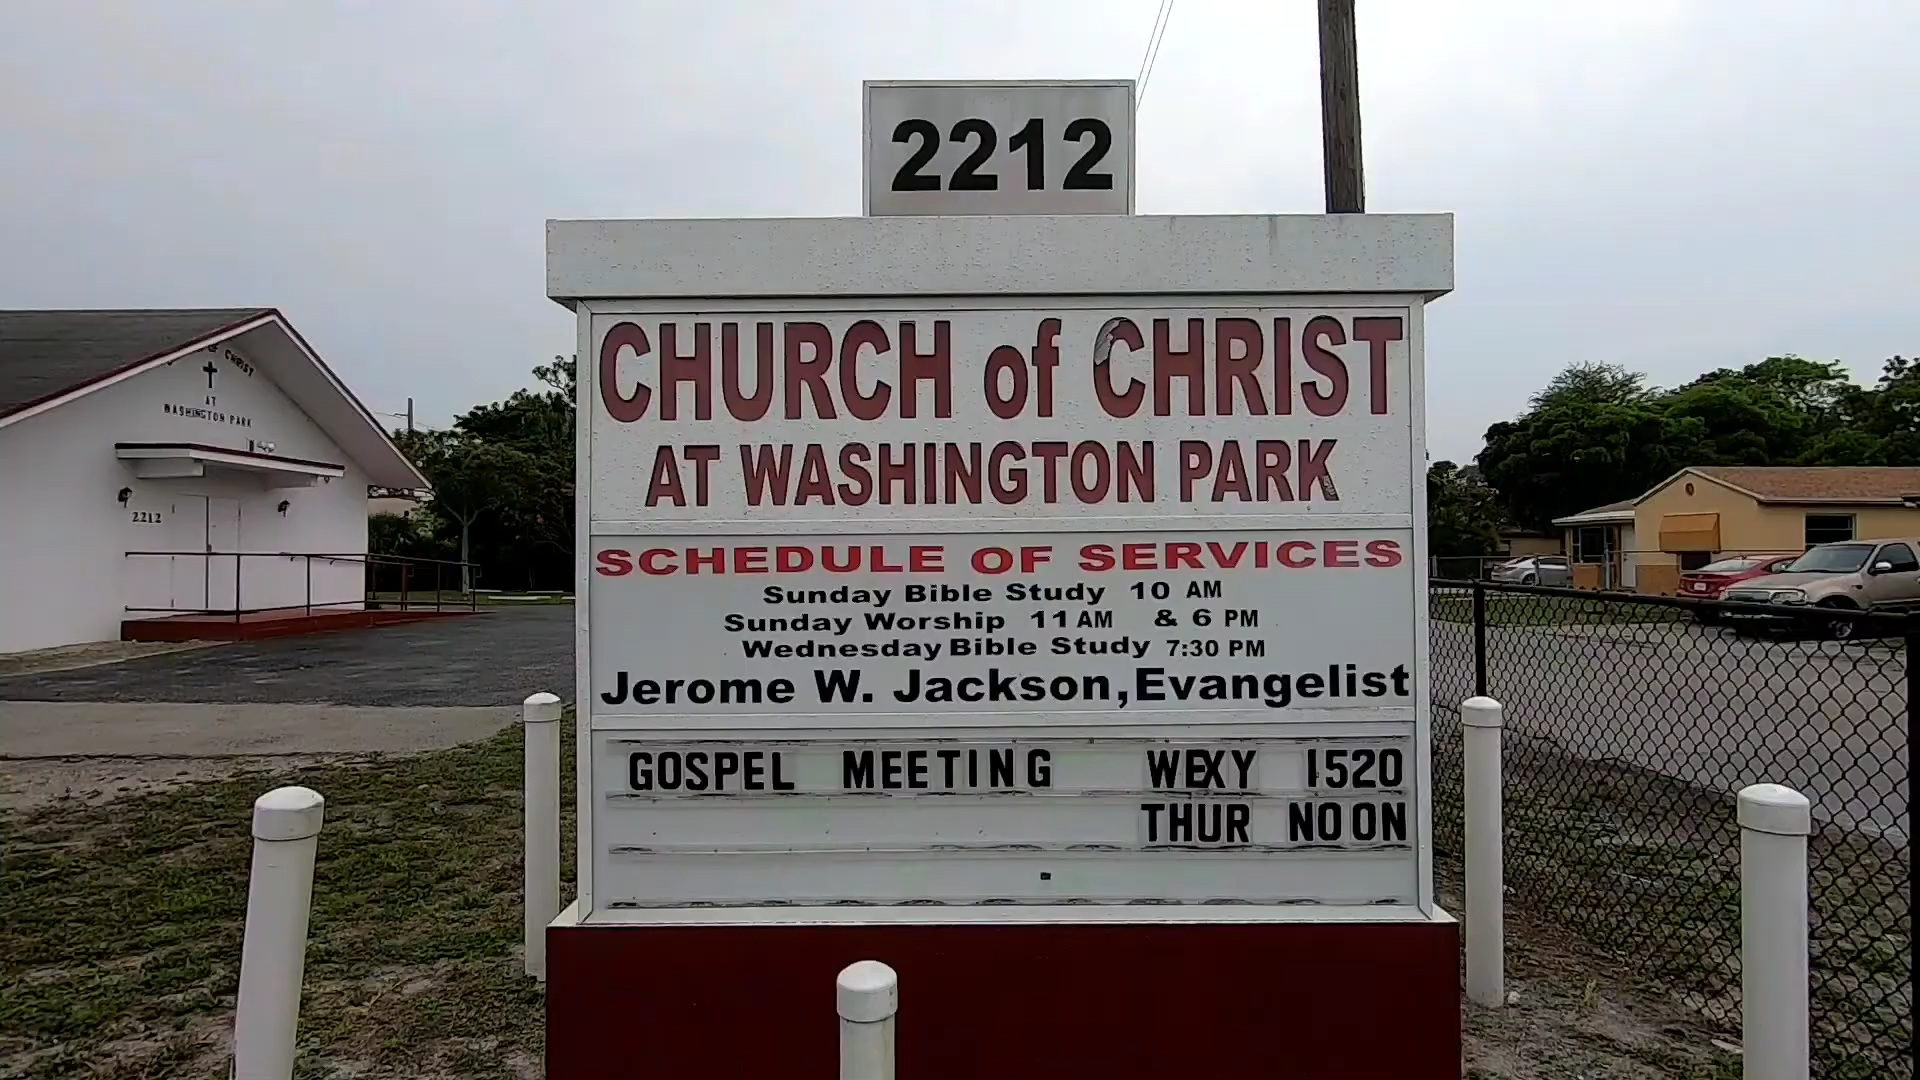 2212
CHURCH of CHRIST
AT WASHINGTON PARK
SCHEDULE OF SERVICES
Sunday Bible Study 10 AM
Sunday Worship 11 AM & 6 PM
Wednesday Bible Study 7:30 PM
Jerome W. Jackson, Evangelist
GOSPEL MEETING WEXY 1520
THUR NOON
OF CHRIST
AT
WASHINGTON PARK
2212